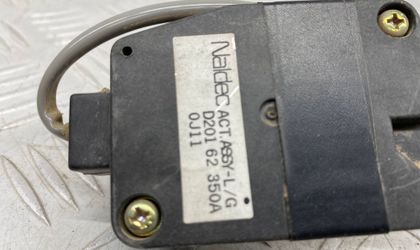 Naldec
ACT.ASSY-L/G
D201 62 350A
0J11